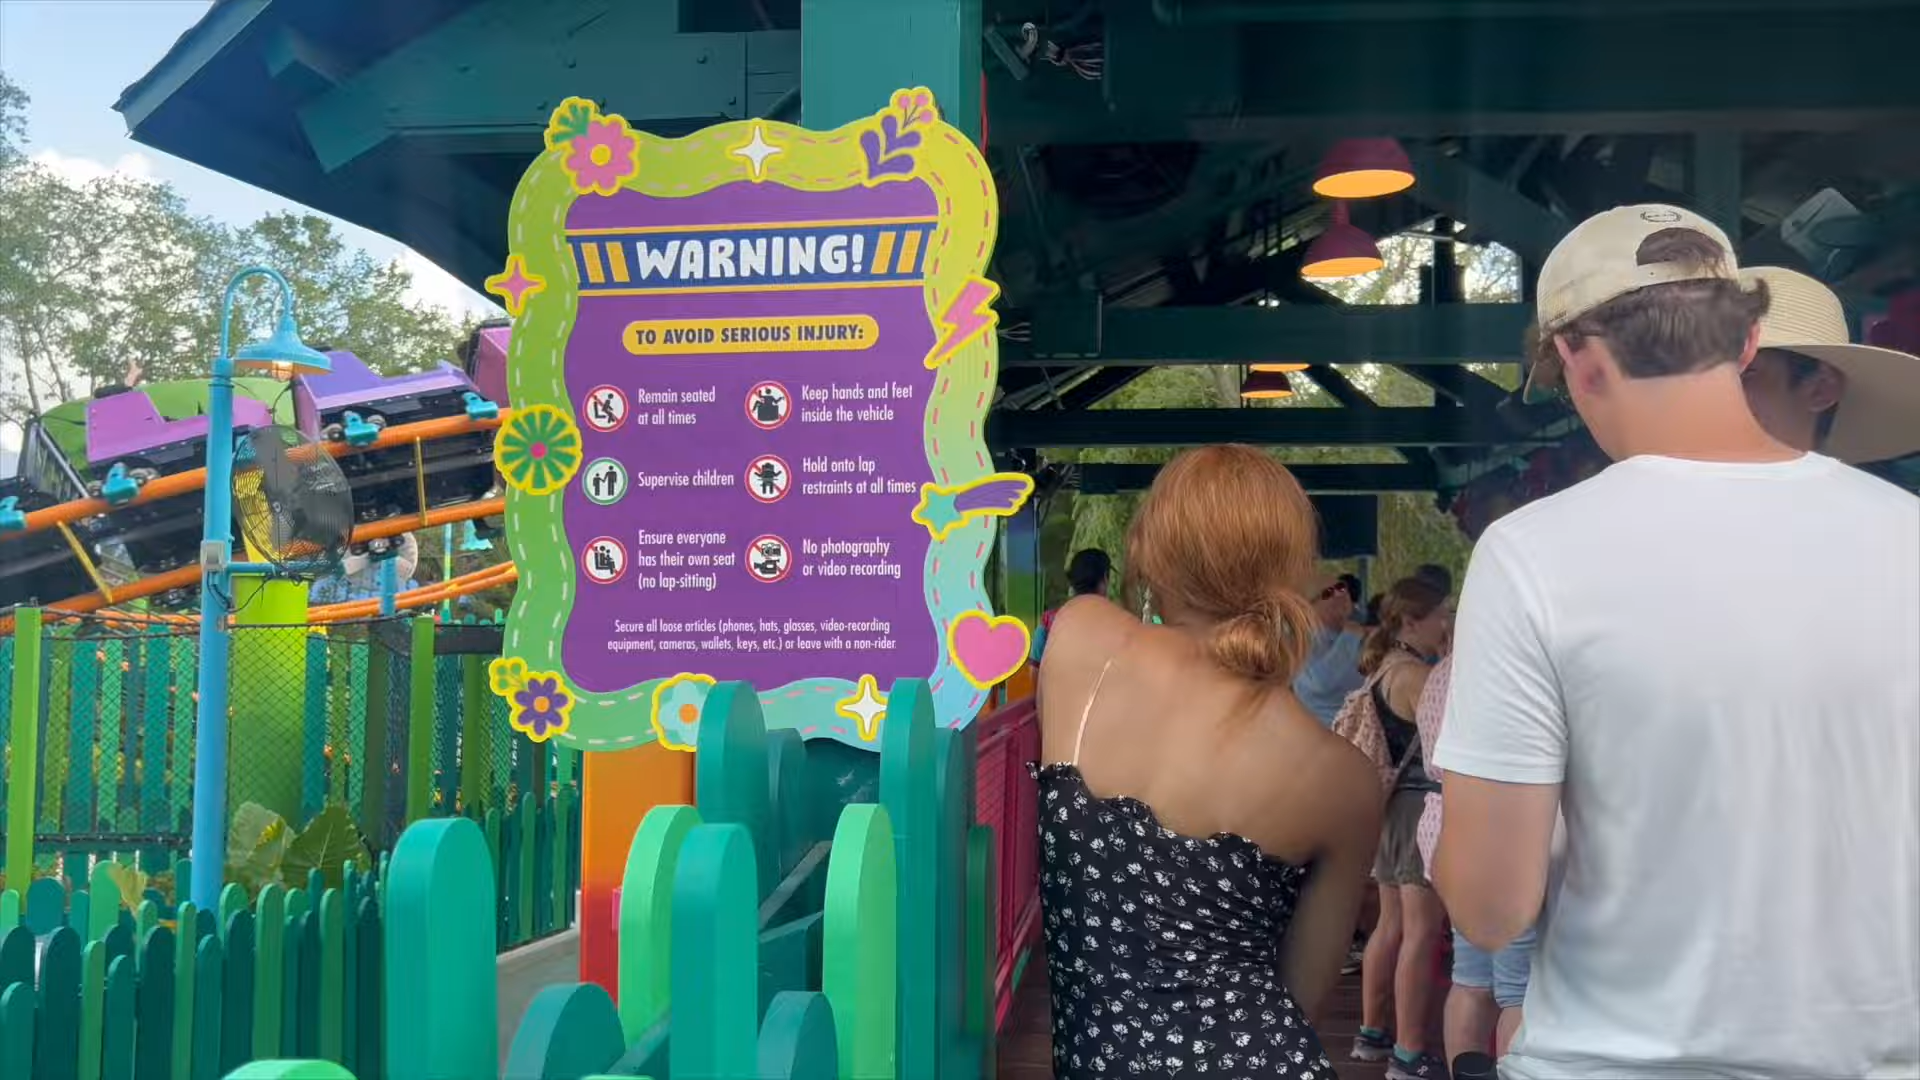 WARNING!
TO AVOID SERIOUS INJURY:
Remain seated
at all times
Keep hands and feet
inside the vehicle
Supervise children
Hold onto lap
restraints at all times
Ensure everyone
has their own seat
(no lap-sitting)
No photography
or video recording
Secure all loose articles (phones, hats, glasses, video-recording
equipment, cameras, wallets, keys, etc.) or leave with a non-rider.